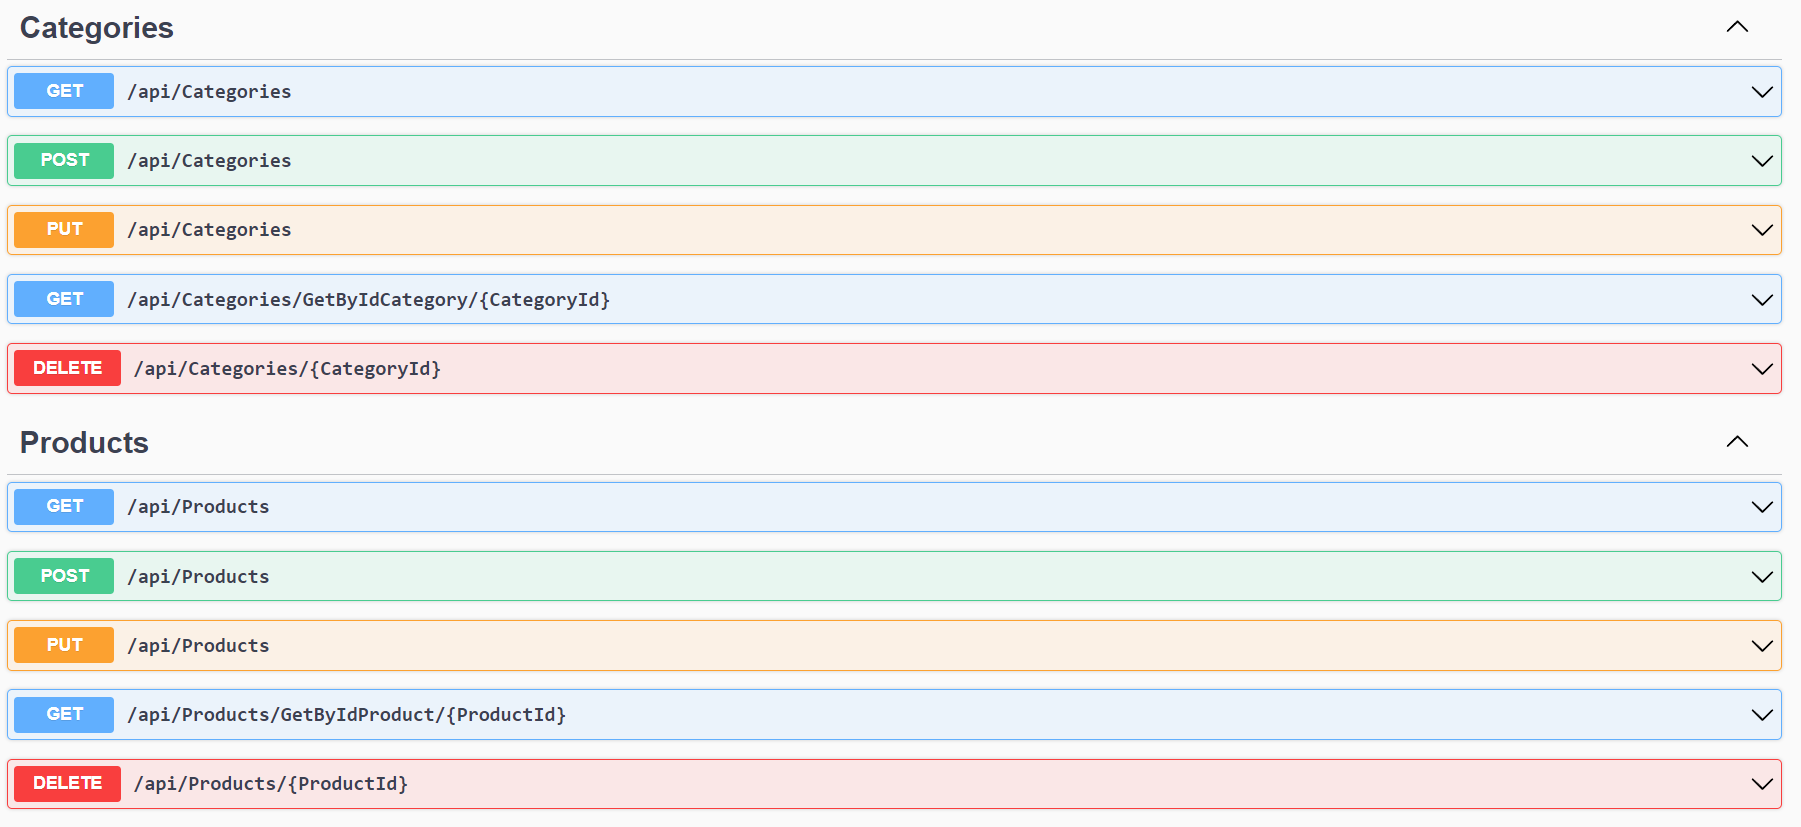 Categories
GET /api/Categories
POST /api/Categories
PUT /api/Categories
GET /api/Categories/GetByIdCategory/{CategoryId}
DELETE /api/Categories/{CategoryId}
Products
GET /api/Products
POST /api/Products
PUT /api/Products
GET /api/Products/GetByIdProduct/{ProductId}
DELETE /api/Products/{ProductId}